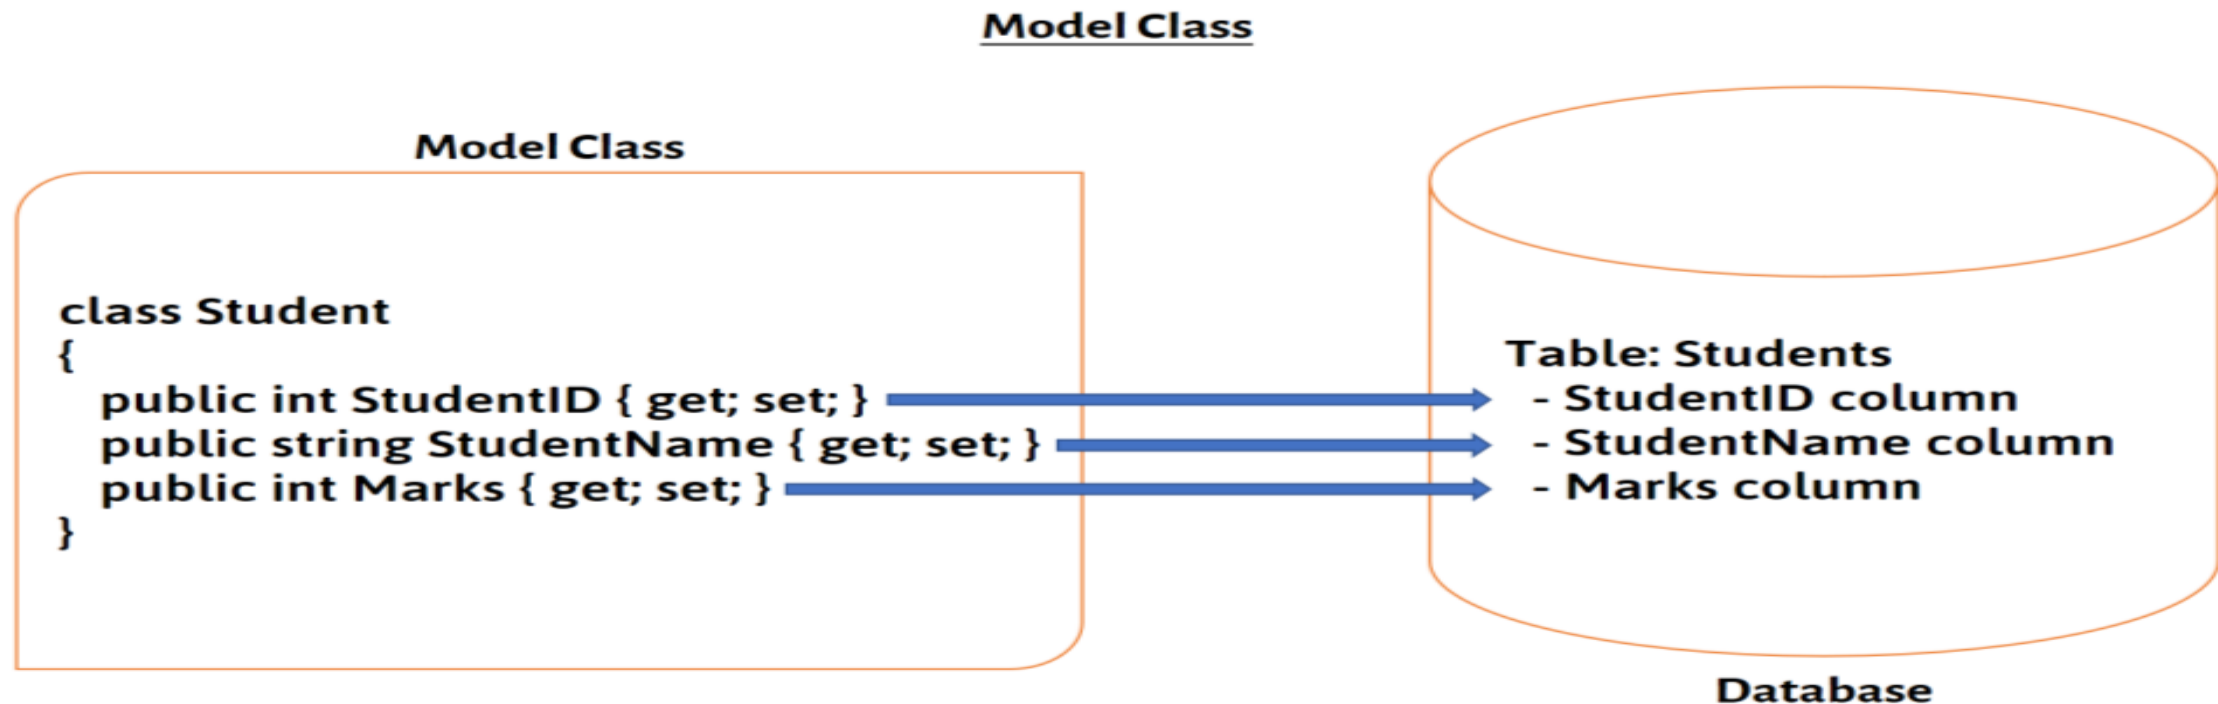 Model Class
Model Class
class Student
{
public int StudentID { get; set; }
public string StudentName { get; set; }
public int Marks { get; set; }
}
Table: Students
- StudentID column
- StudentName column
- Marks column
Database